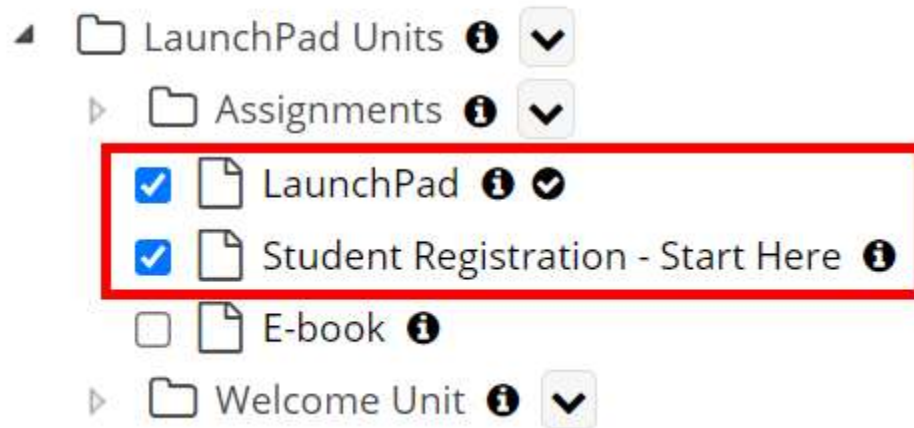 LaunchPad Units
Assignments
LaunchPad
Student Registration - Start Here
E-book
Welcome Unit